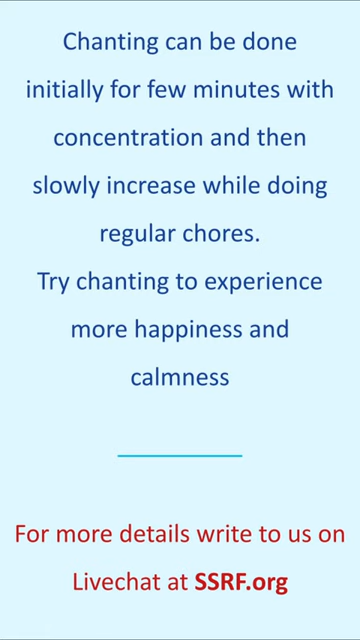 Chanting can be done
initially for few minutes with
concentration and then
slowly increase while doing
regular chores.
Try chanting to experience
more happiness and
calmness
For more details write to us on
Livechat at SSRF.org